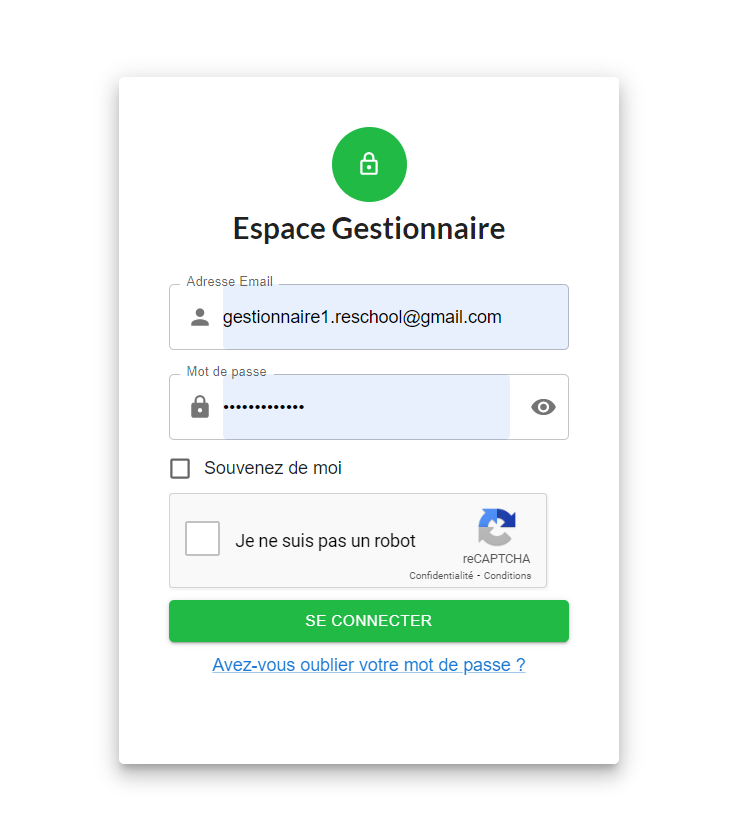 Espace Gestionnaire
Adresse Email
gestionnaire1.reschool@gmail.com
Mot de passe
•••••••••••••
Souvenez de moi
Je ne suis pas un robot
reCAPTCHA
Confidentialité - Conditions
SE CONNECTER
Avez-vous oublier votre mot de passe ?